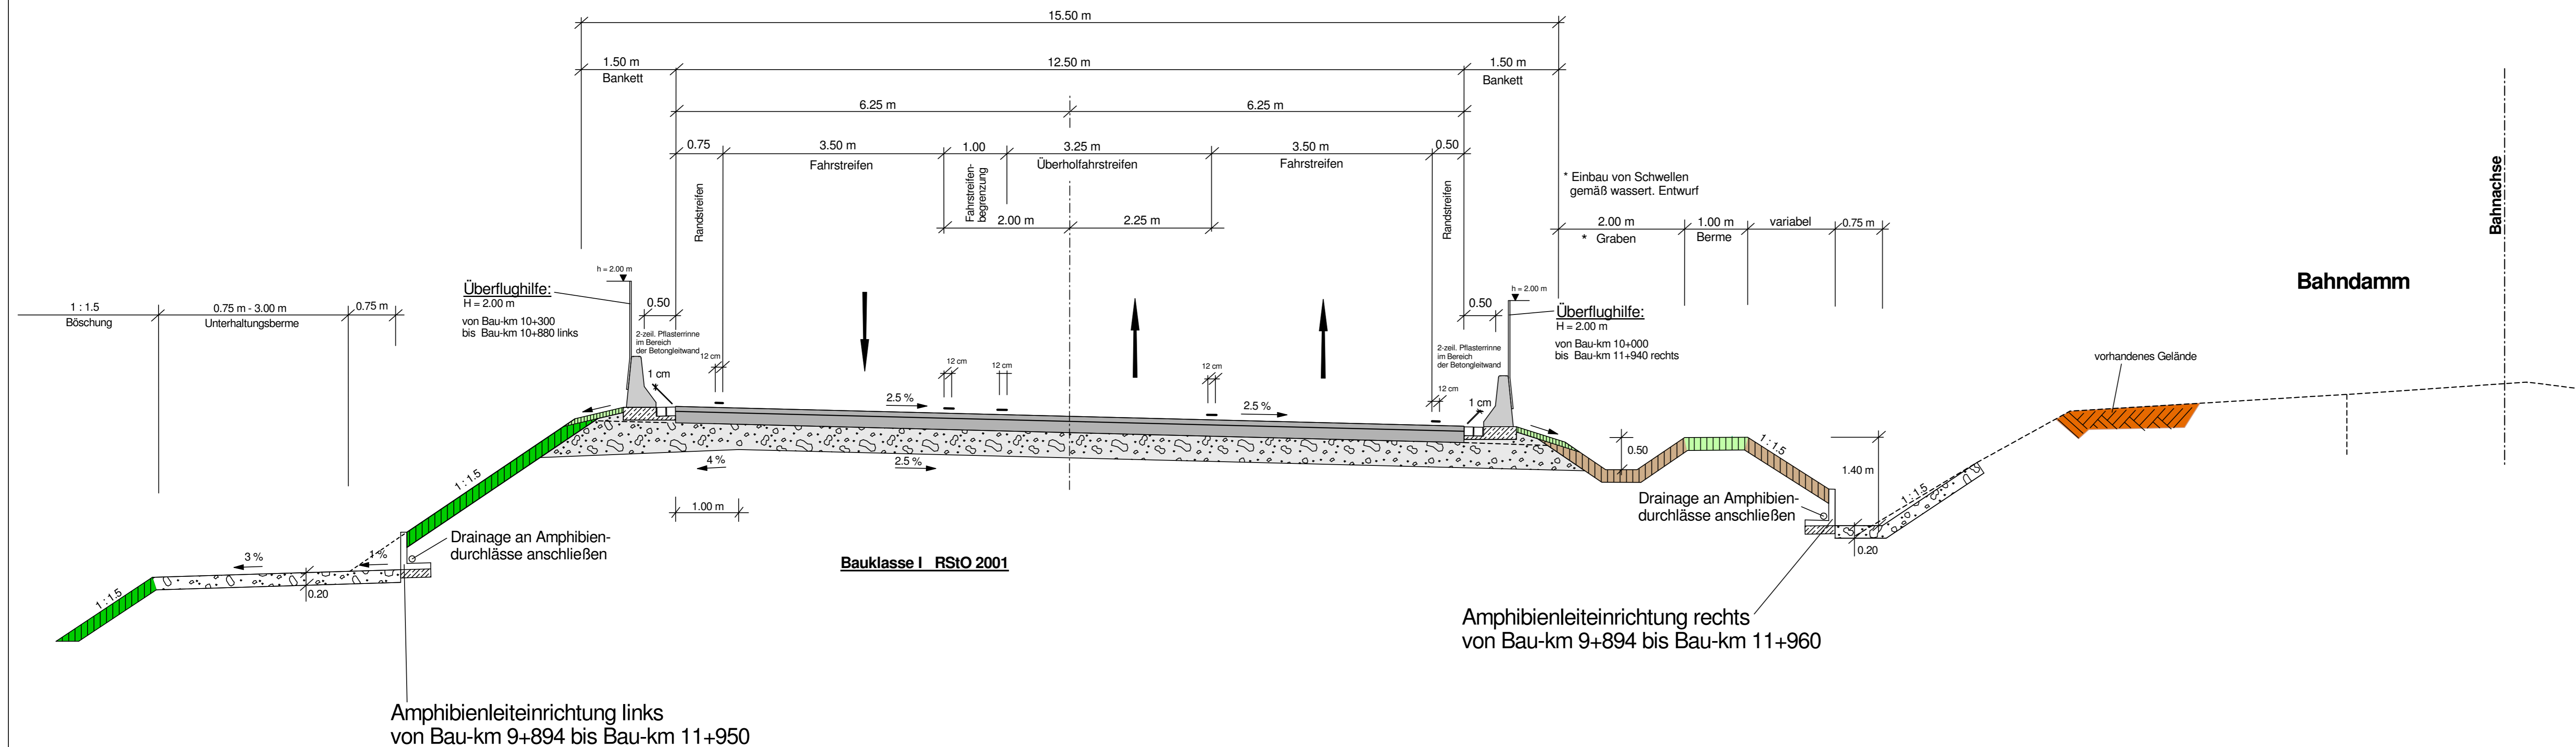 15.50 m
1.50 m
12.50 m
1.50 m
Bankett
Bankett
6.25 m
6.25 m
0.75
3.50 m
1.00
3.25 m
3.50 m
0.50
Fahrstreifen
Überholfahrstreifen
Fahrstreifen
Randstreifen
Fahrstreifen-
begrenzung
Randstreifen
2.00 m
2.25 m
* Einbau von Schwellen
gemäß wassert. Entwurf
2.00 m
1.00 m
variabel
0.75 m
* Graben
Berme
Bahnachse
Bahndamm
h = 2.00 m
Überflughilfe:
H = 2.00 m
von Bau-km 10+300
bis Bau-km 10+880 links
0.50
2-zeil. Pflasterrinne
im Bereich
der Betongleitwand
12 cm
1 cm
1 : 1.5
0.75 m - 3.00 m
0.75 m
Böschung
Unterhaltungsberme
12 cm
12 cm
12 cm
h = 2.00 m
0.50
Überflughilfe:
H = 2.00 m
von Bau-km 10+000
bis Bau-km 11+940 rechts
2-zeil. Pflasterrinne
im Bereich
der Betongleitwand
12 cm
1 cm
vorhandenes Gelände
2.5 %
2.5 %
4 %
2.5 %
1 : 1.5
0.50
1 : 1.5
1.40 m
1 : 1.5
1.00 m
Drainage an Amphibien-
durchlässe anschließen
Drainage an Amphibien-
durchlässe anschließen
0.20
3 %
1 %
0.20
1 : 1.5
Bauklasse I RStO 2001
Amphibienleiteinrichtung rechts
von Bau-km 9+894 bis Bau-km 11+960
Amphibienleiteinrichtung links
von Bau-km 9+894 bis Bau-km 11+950